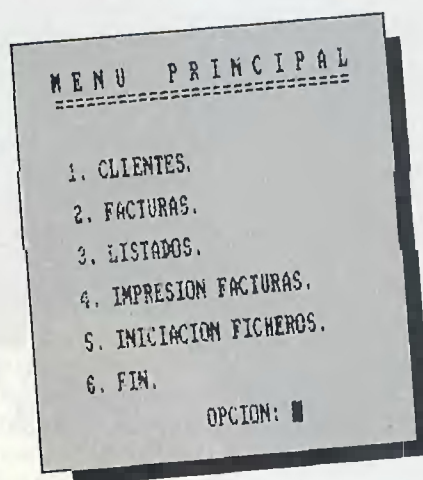 MENU PRINCIPAL
==========================
1. CLIENTES.
2. FACTURAS.
3. LISTADOS.
4. IMPRESION FACTURAS.
5. INICIACION FICHEROS.
6. FIN.
OPCION: